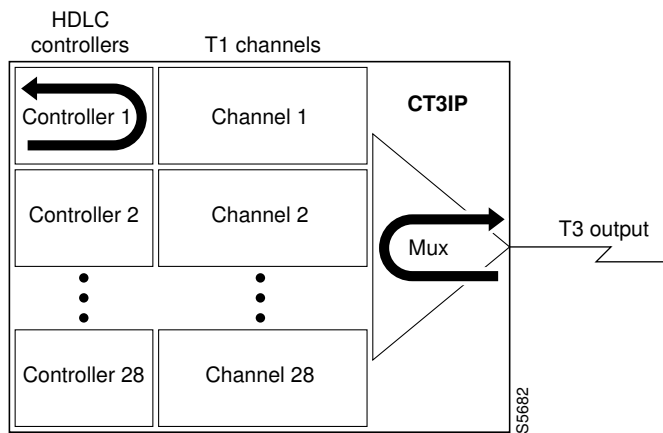 HDLC
controllers
T1 channels
CT3IP
Controller 1
Channel 1
Controller 2
Channel 2
Mux
T3 output
Controller 28
Channel 28
S5682